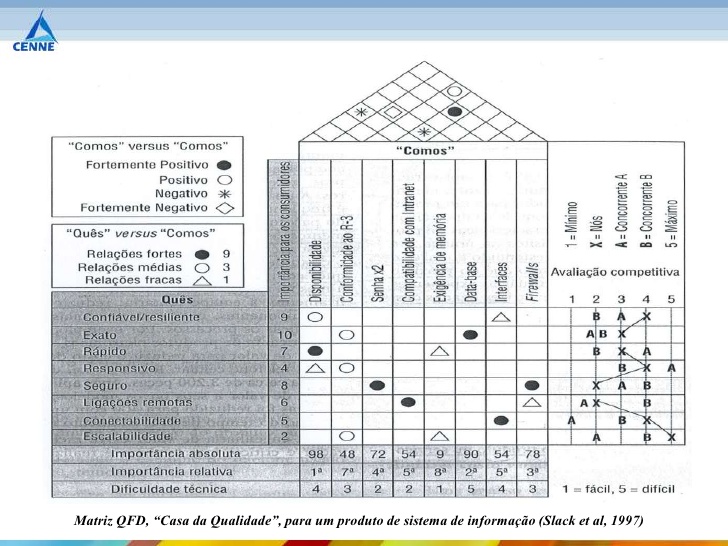 CENNE
"Comos" versus "Comos"
Fortemente Positivo
Positivo
Negativo
Fortemente Negativo
"Quês" versus "Comos"
Relações fortes 9
Relações médias 3
Relações fracas 1
"Comos"
Importância para os consumidores
Disponibilidade
Conformidade ao R-3
Senha x2
Compatibilidade com Intranet
Exigência de memória
Data-base
Interfaces
Firewall/s
1 = Mínimo
X = Nós
A = Concorrente A
B = Concorrente B
5 = Máximo
Avaliação competitiva
Quês 1 2 3 4 5
Confiável/resiliente 9 B A X
Exato 10 A B X
Rápido 7 B X A
Responsivo 4 B X A
Seguro 8 X A B
Ligações remotas 6 A X B
Conectabilidade 5 A B X
Escalabilidade 2 A B X
Importância absoluta 98 48 72 54 9 90 54 78
Importância relativa 1ª 7ª 4ª 5ª 8ª 2ª 5ª 3ª
Dificuldade técnica 4 3 2 2 1 5 4 3 1 = fácil, 5 = difícil
Matriz QFD, "Casa da Qualidade", para um produto de sistema de informação (Slack et al, 1997)